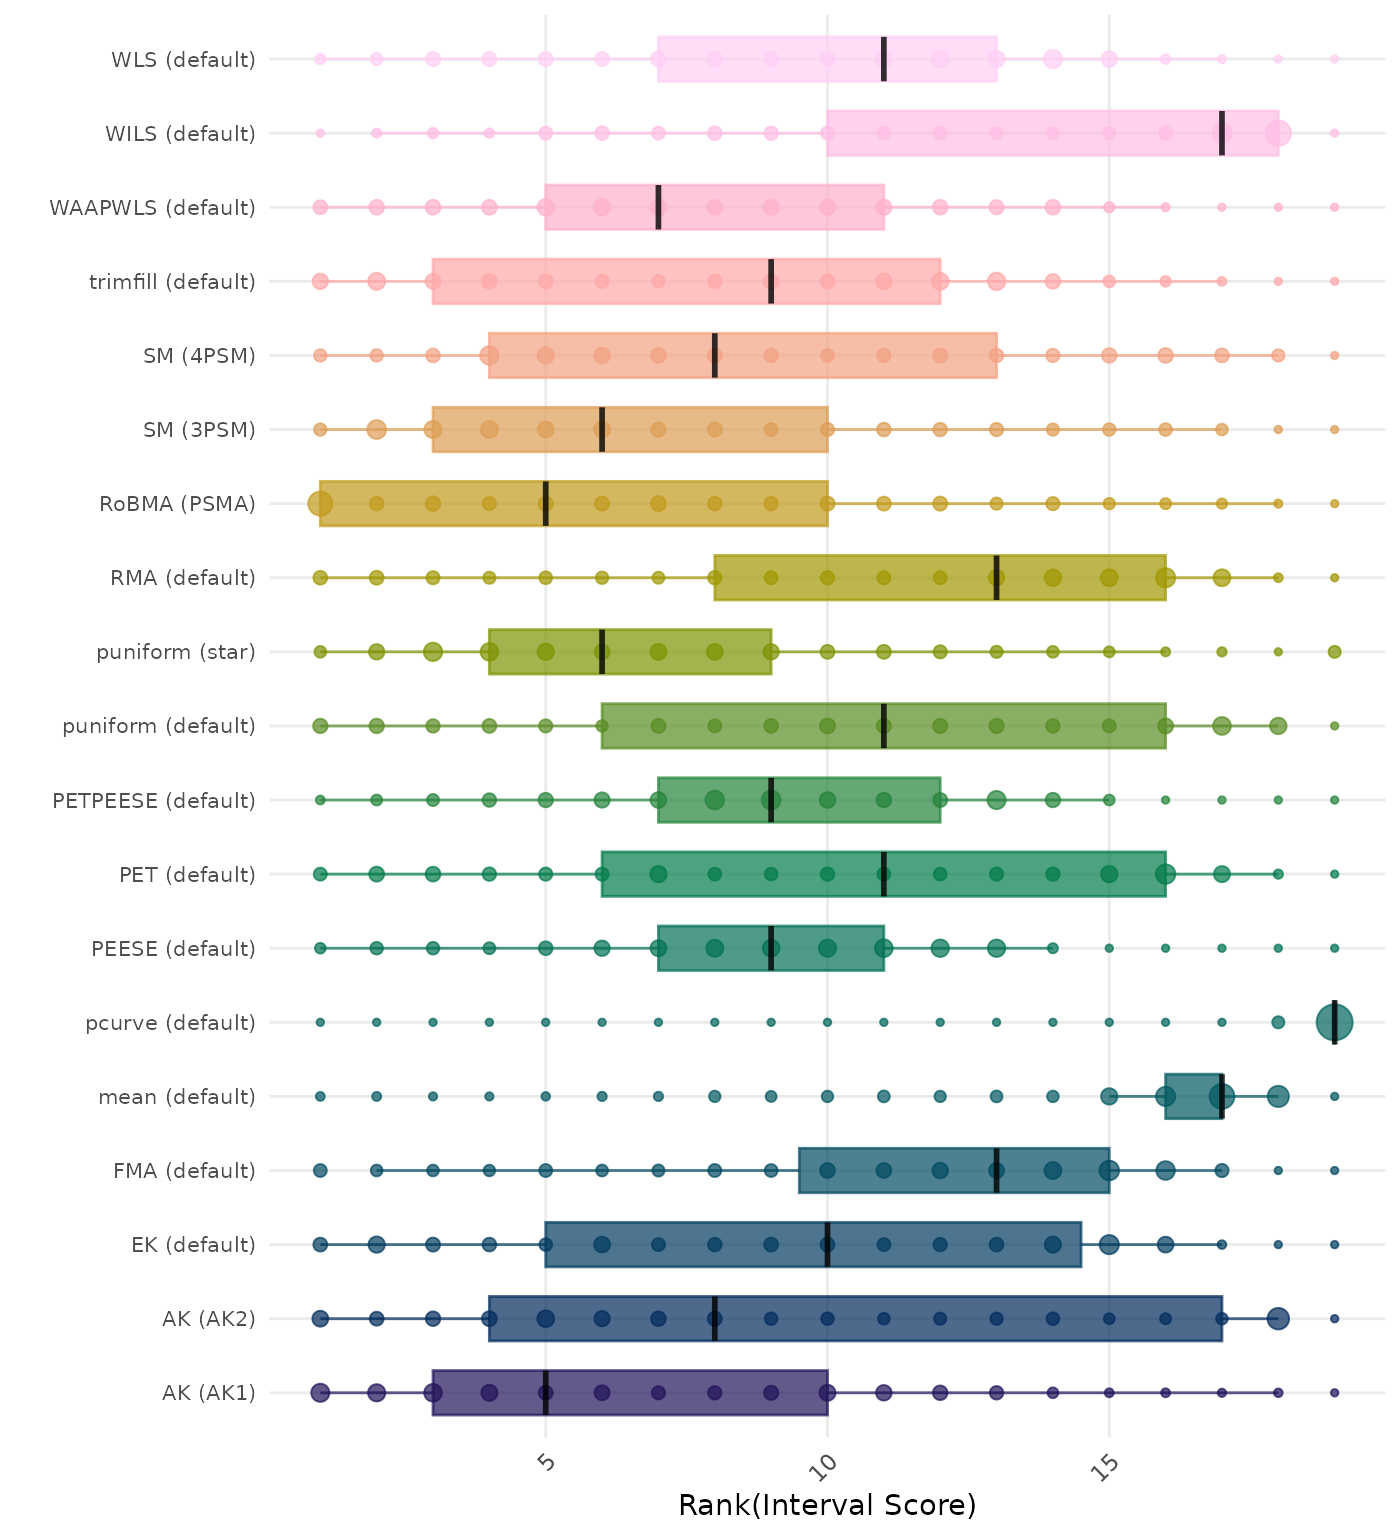 WLS (default)
WILS (default)
WAAPWLS (default)
trimfill (default)
SM (4PSM)
SM (3PSM)
RoBMA (PSMA)
RMA (default)
puniform (star)
puniform (default)
PETPEESE (default)
PET (default)
PEESE (default)
pcurve (default)
mean (default)
FMA (default)
EK (default)
AK (AK2)
AK (AK1)
5 10 15
Rank(Interval Score)